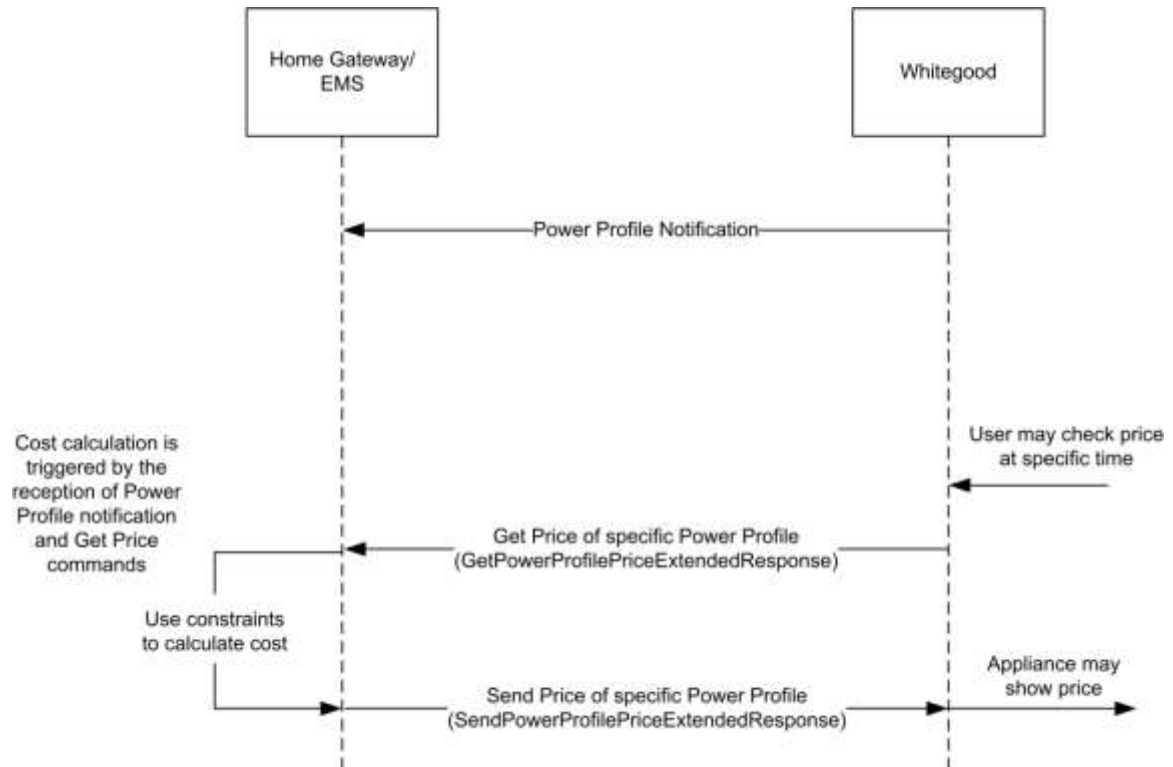 Home Gateway/
EMS
Whitegood
Power Profile Notification
User may check price
at specific time
Cost calculation is
triggered by the
reception of Power
Profile notification
and Get Price
commands
Get Price of specific Power Profile
(GetPowerProfilePriceExtendedResponse)
Use constraints
to calculate cost
Send Price of specific Power Profile
(SendPowerProfilePriceExtendedResponse)
Appliance may
show price